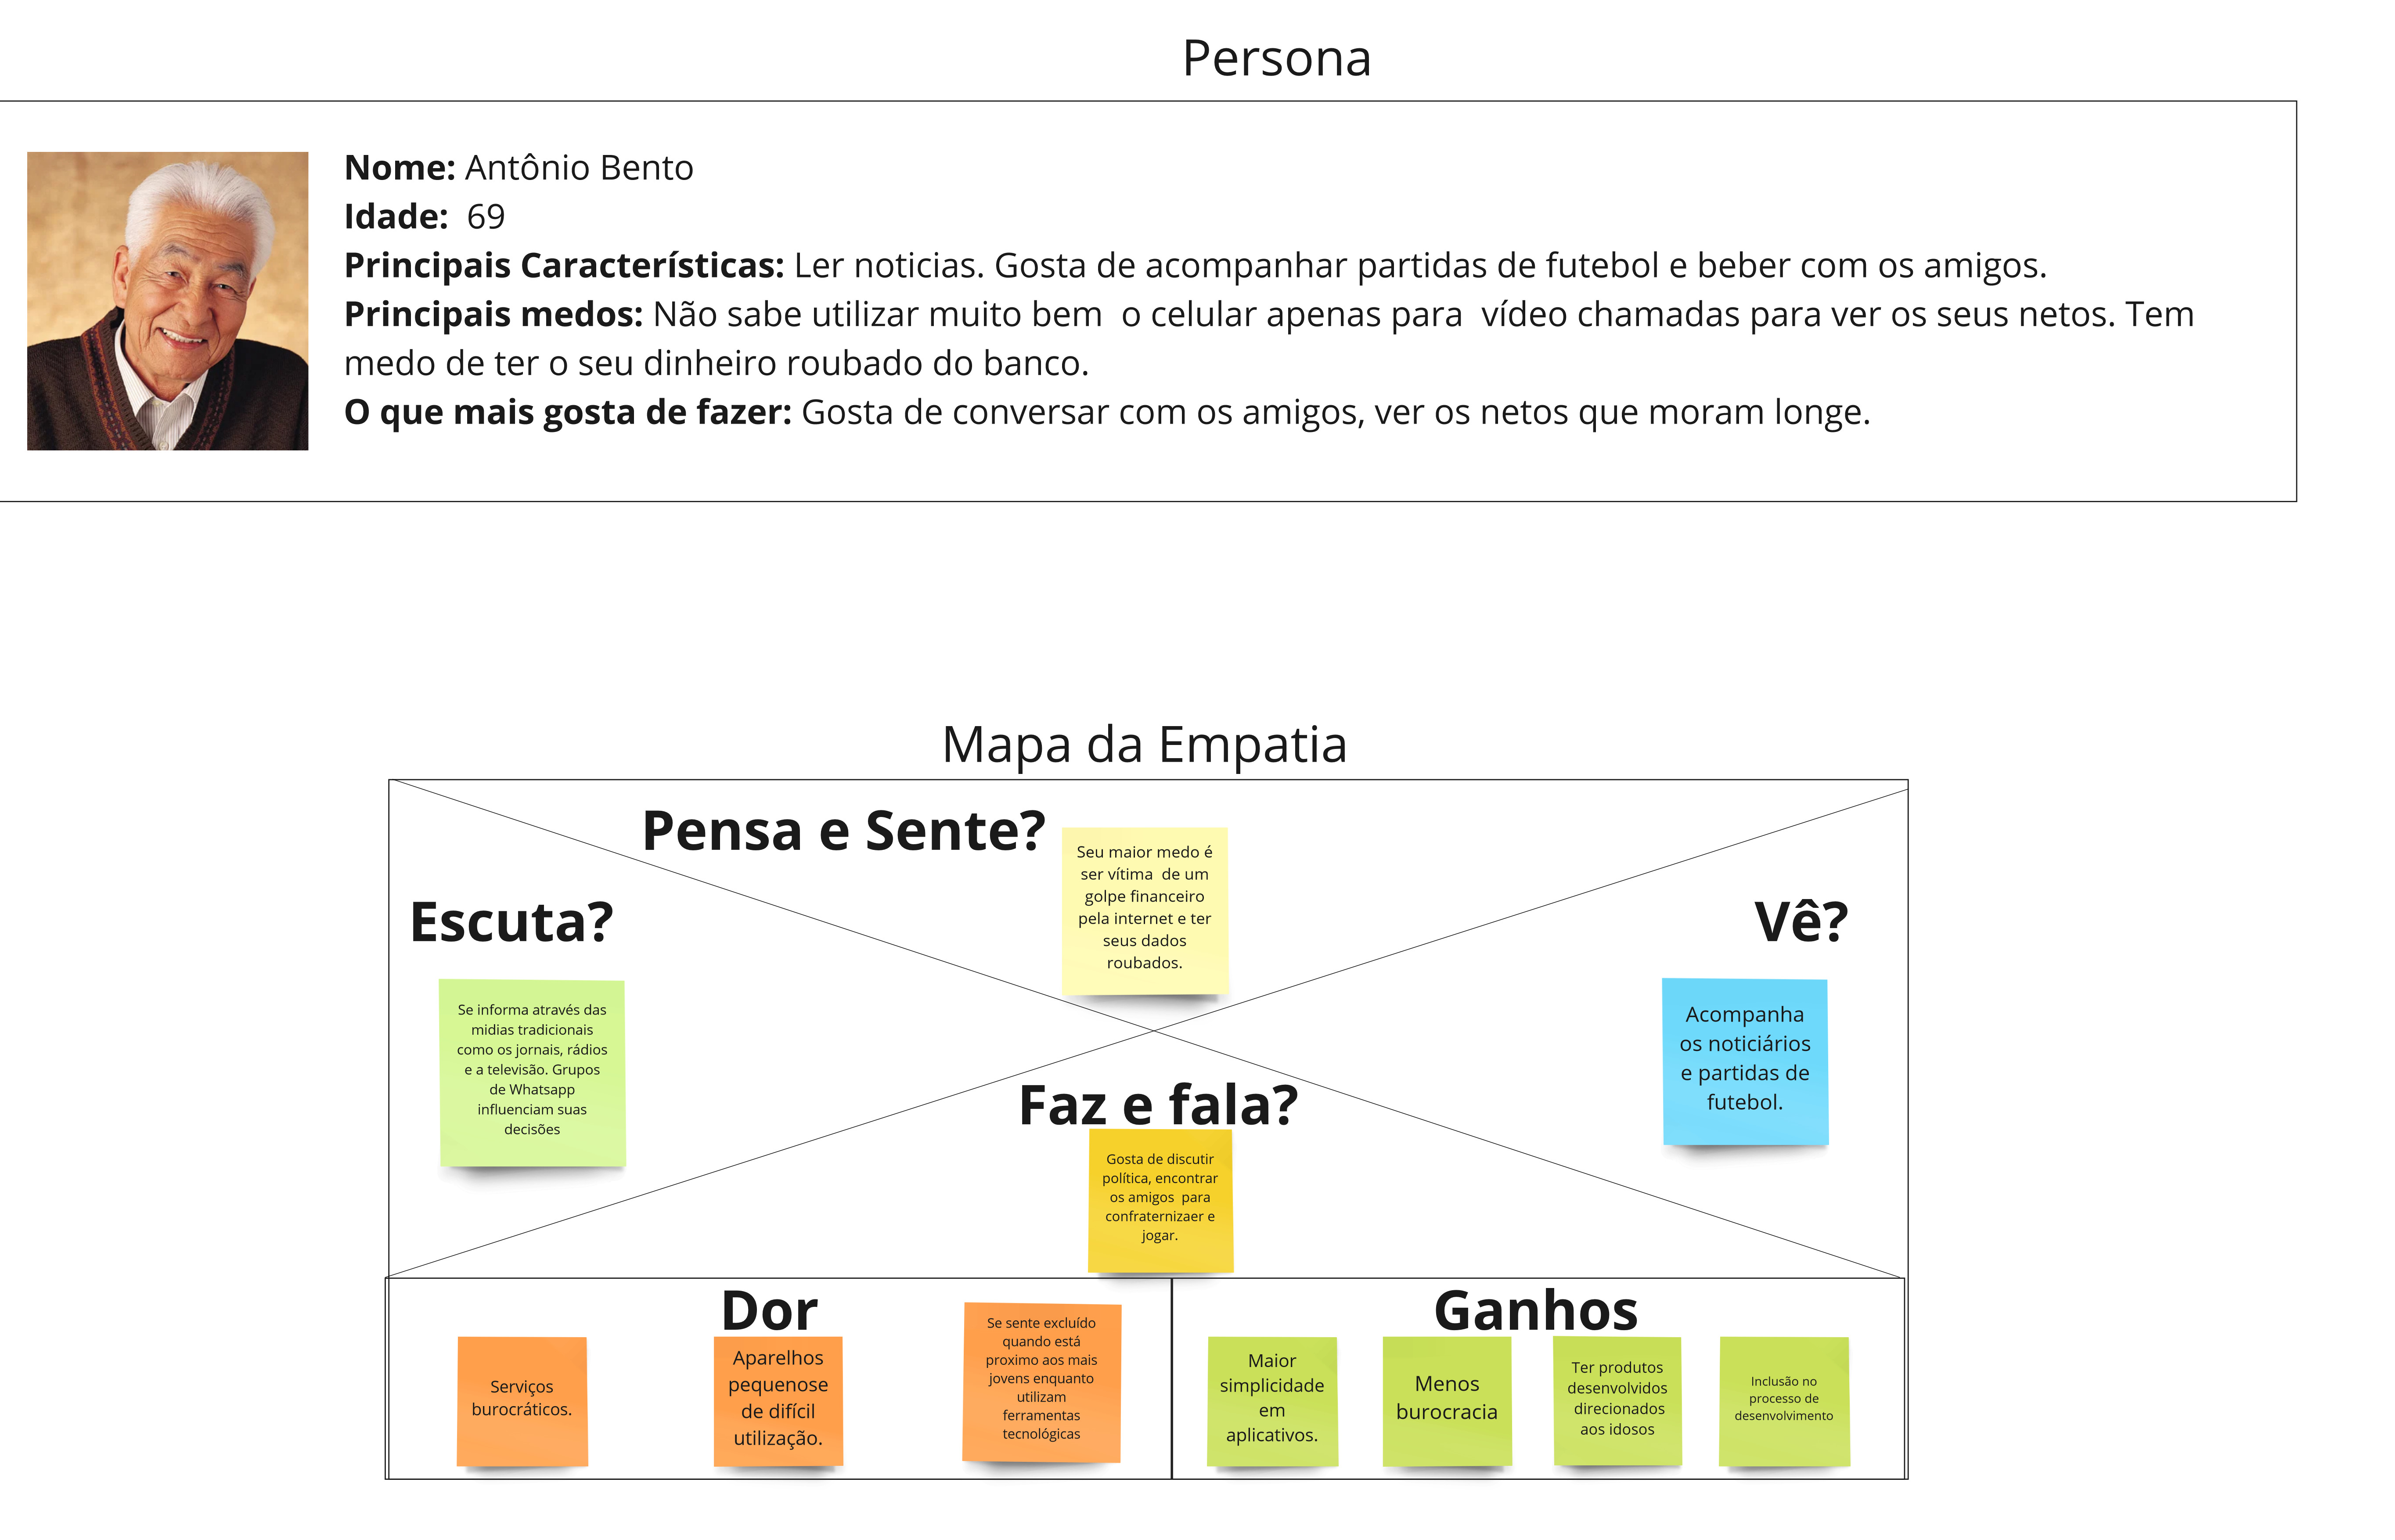 Persona
Nome: Antônio Bento
Idade:  69
Principais Características: Ler noticias. Gosta de acompanhar partidas de futebol e beber com os amigos.
Principais medos: Não sabe utilizar muito bem  o celular apenas para  vídeo chamadas para ver os seus netos. Tem
medo de ter o seu dinheiro roubado do banco.
O que mais gosta de fazer: Gosta de conversar com os amigos, ver os netos que moram longe.
Mapa da Empatia
Pensa e Sente?
Seu maior medo é
ser vítima  de um
golpe financeiro
pela internet e ter
seus dados
roubados.
Escuta?
Se informa através das
midias tradicionais
como os jornais, rádios
e a televisão. Grupos
de Whatsapp
influenciam suas
decisões
Vê?
Acompanha
os noticiários
e partidas de
futebol.
Faz e fala?
Gosta de discutir
política, encontrar
os amigos  para
confraternizaer e
jogar.
Dor
Serviços
burocráticos.
Aparelhos
pequenose
de difícil
utilização.
Se sente excluído
quando está
proximo aos mais
jovens enquanto
utilizam
ferramentas
tecnológicas
Ganhos
Maior
simplicidade
em
aplicativos.
Menos
burocracia
Ter produtos
desenvolvidos
direcionados
aos idosos
Inclusão no
processo de
desenvolvimento